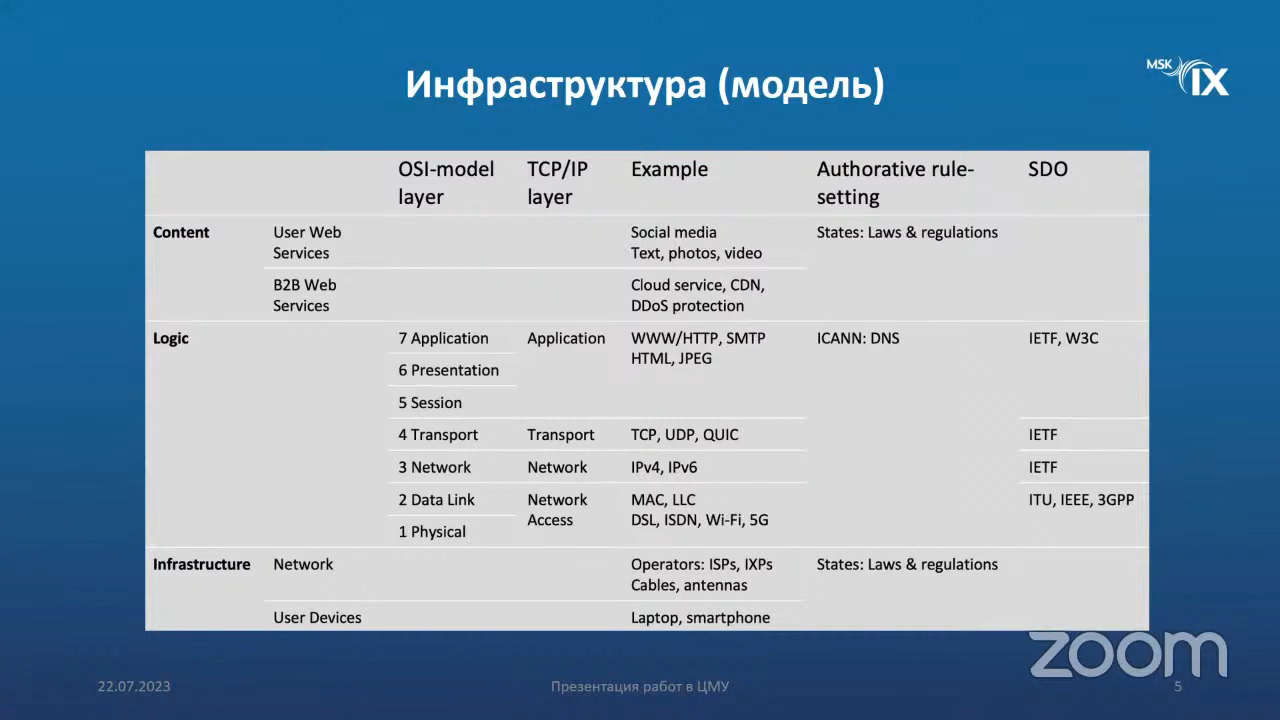 Инфраструктура (модель)
MSK IX
OSI-model layer TCP/IP layer Example Authorative rule-setting SDO
Content User Web Services Social media States: Laws & regulations
Text, photos, video
B2B Web Services Cloud service, CDN,
DDoS protection
Logic 7 Application Application WWW/HTTP, SMTP ICANN: DNS IETF, W3C
HTML, JPEG
6 Presentation
5 Session
4 Transport Transport TCP, UDP, QUIC IETF
3 Network Network IPv4, IPv6 IETF
2 Data Link Network Access MAC, LLC ITU, IEEE, 3GPP
DSL, ISDN, Wi-Fi, 5G
1 Physical
Infrastructure Network Operators: ISPs, IXPs States: Laws & regulations
Cables, antennas
User Devices Laptop, smartphone
zoom
22.07.2023 Презентация работ в ЦМУ 5